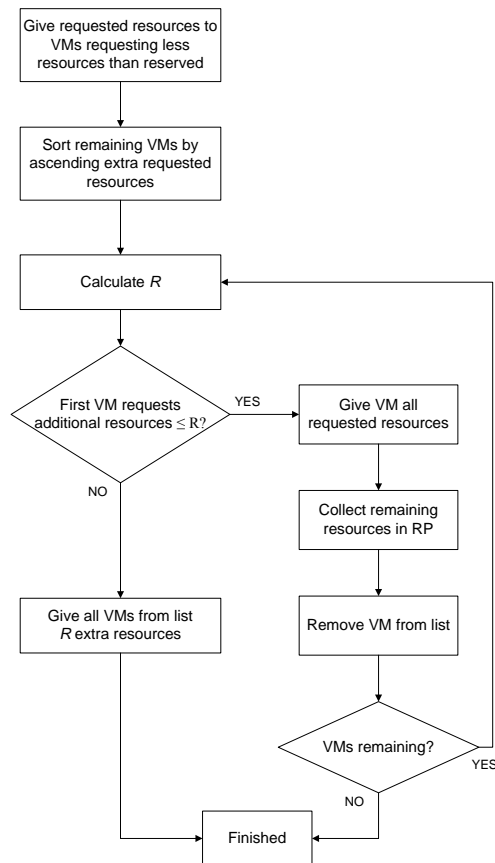 Give requested resources to
VMs requesting less
resources than reserved
Sort remaining VMs by
ascending extra requested
resources
Calculate R
First VM requests
additional resources ≤ R?
YES
NO
Give VM all
requested resources
Collect remaining
resources in RP
Give all VMs from list
R extra resources
Remove VM from list
VMs remaining?
YES
NO
Finished